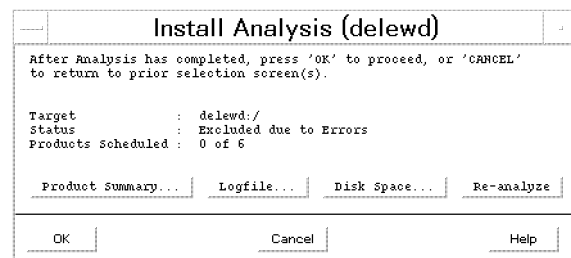 Install Analysis (delewd)
After Analysis has completed, press 'OK' to proceed, or 'CANCEL'
to return to prior selection screen(s).
Target : delewd:/
Status : Excluded due to Errors
Products Scheduled : 0 of 6
Product Summary... Logfile... Disk Space... Re-analyze
OK Cancel Help